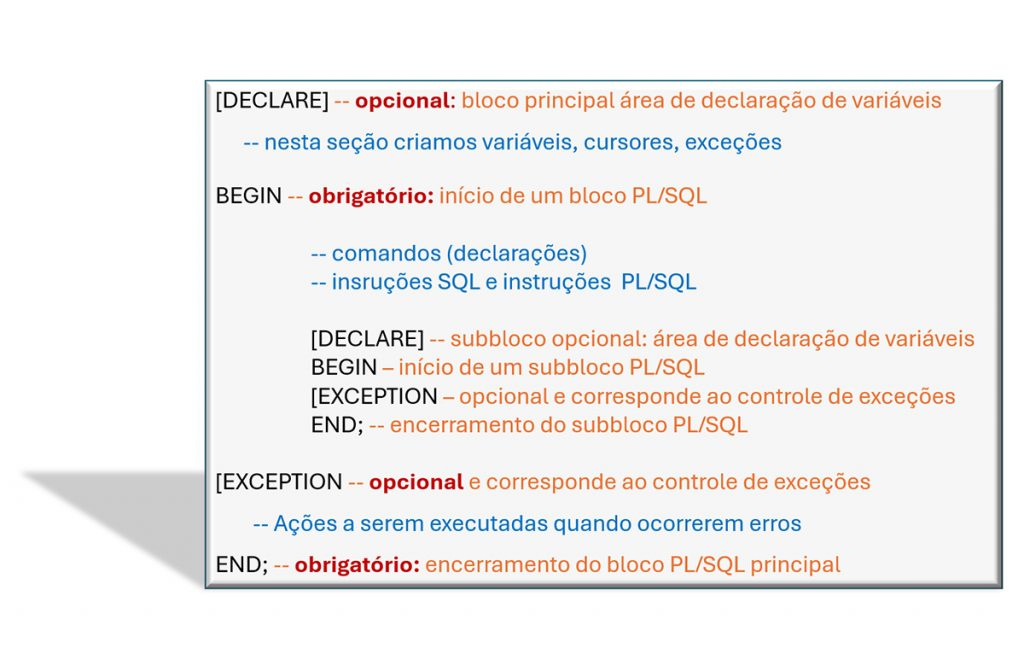 [DECLARE] -- opcional: bloco principal área de declaração de variáveis
-- nesta seção criamos variáveis, cursores, exceções
BEGIN -- obrigatório: início de um bloco PL/SQL
-- comandos (declarações)
-- insruções SQL e instruções  PL/SQL
[DECLARE] -- subbloco opcional: área de declaração de variáveis
BEGIN – início de um subbloco PL/SQL
[EXCEPTION – opcional e corresponde ao controle de exceções
END; -- encerramento do subbloco PL/SQL
[EXCEPTION -- opcional e corresponde ao controle de exceções
-- Ações a serem executadas quando ocorrerem erros
END; -- obrigatório: encerramento do bloco PL/SQL principal